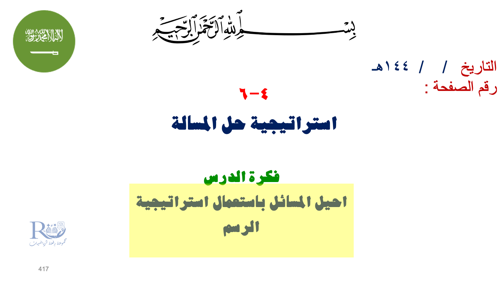 بسم الله الرحمن الرحيم
التاريخ / / ١٤٤هـ
رقم الصفحة :
٤-٦
استراتيجية حل المسالة
فكرة الدرس
احيل المسائل باستعمال استراتيجية
الرسم
417